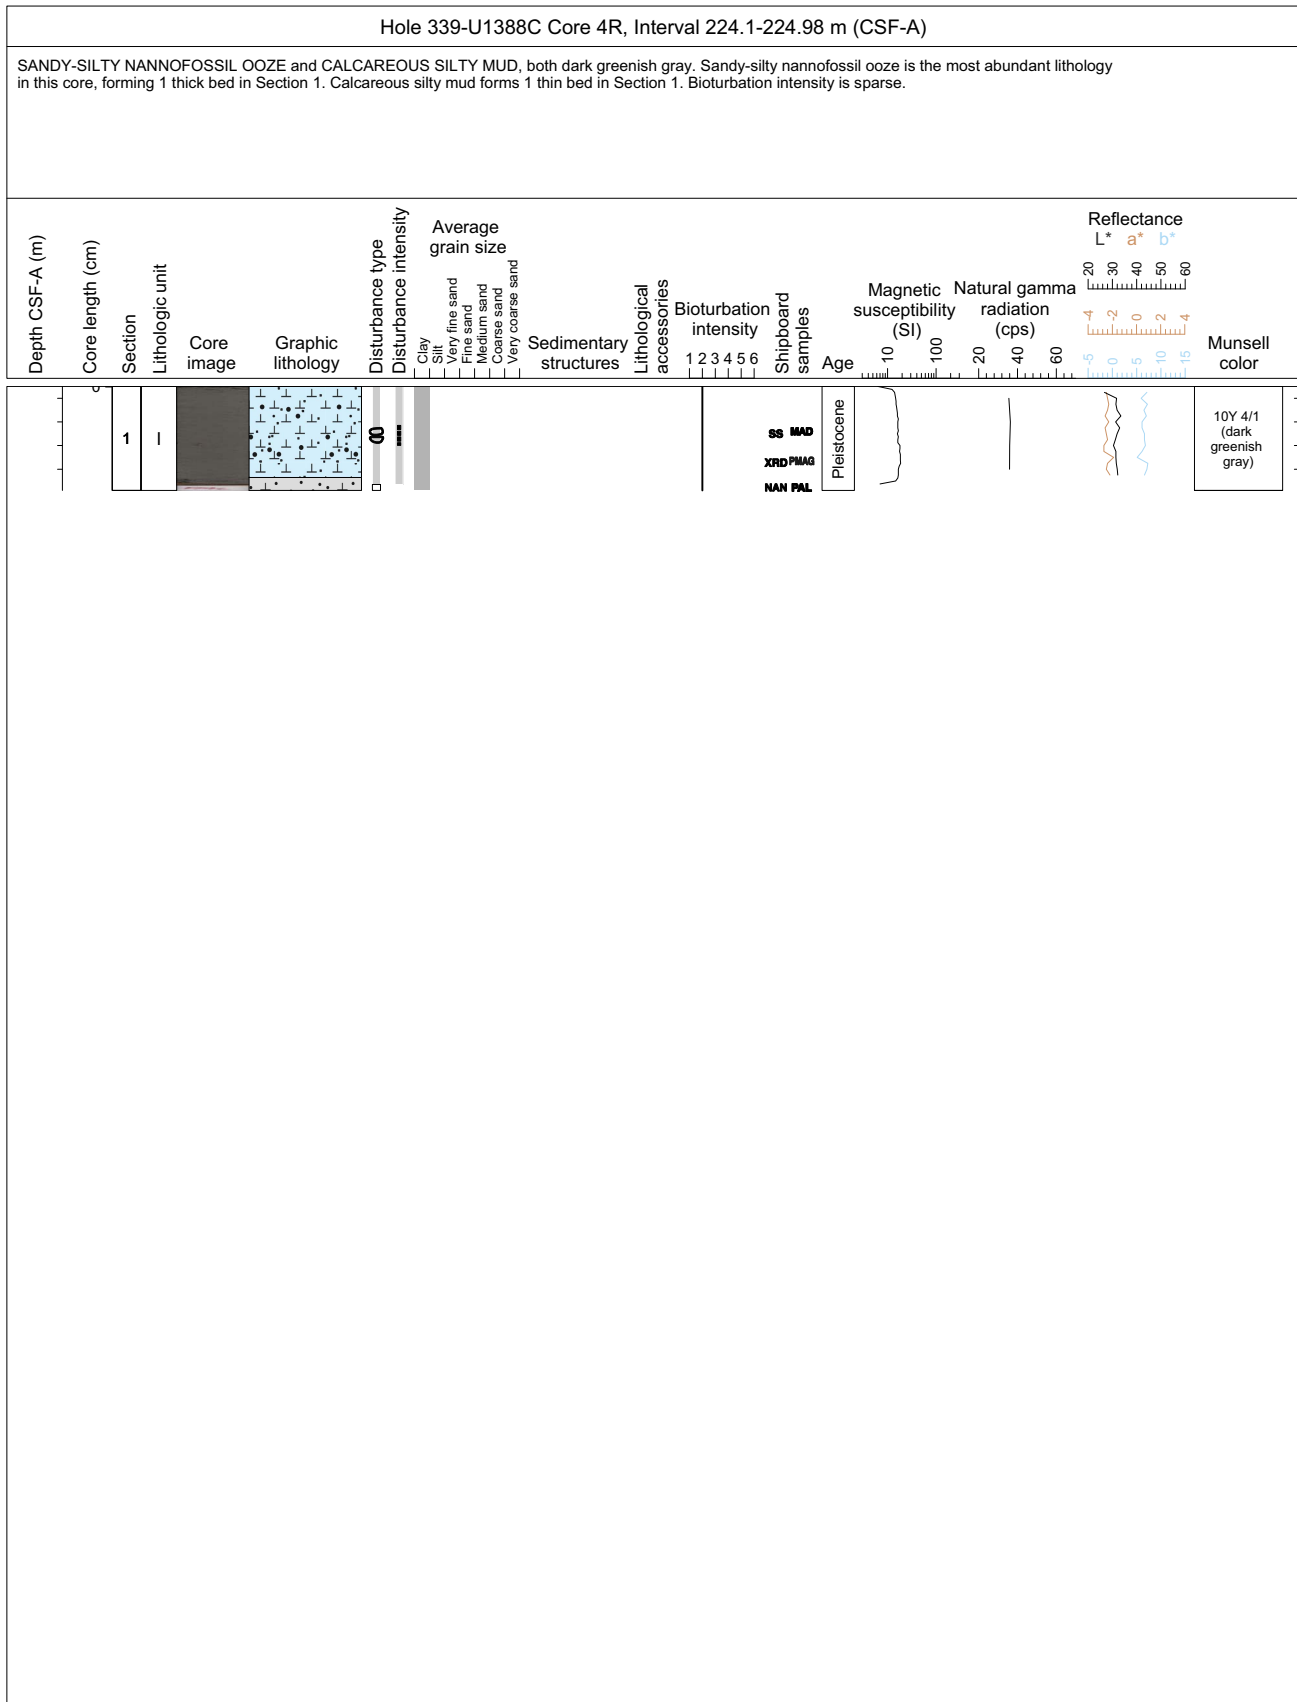 Hole 339-U1388C Core 4R, Interval 224.1-224.98 m (CSF-A)
SANDY-SILTY NANNOFOSSIL OOZE and CALCAREOUS SILTY MUD, both dark greenish gray. Sandy-silty nannofossil ooze is the most abundant lithology
in this core, forming 1 thick bed in Section 1. Calcareous silty mud forms 1 thin bed in Section 1. Bioturbation intensity is sparse.
Depth CSF-A (m)
Core length (cm)
Section
Lithologic unit
Core
image
Graphic
lithology
Disturbance type
Disturbance intensity
Average
grain size
Clay
Silt
Very fine sand
Fine sand
Medium sand
Coarse sand
Very coarse sand
Sedimentary
structures
Lithological
accessories
Bioturbation
intensity
1 2 3 4 5 6
Shipboard
samples
Age
Magnetic
susceptibility
(SI)
10 100
Natural gamma
radiation
(cps)
20 40 60
Reflectance
L* a* b*
20 30 40 50 60
-4 -2 0 2 4
-5 0 5 10 15
Munsell
color
0
1
I
SS MAD
XRD PMAG
NAN PAL
Pleistocene
10Y 4/1
(dark
greenish
gray)